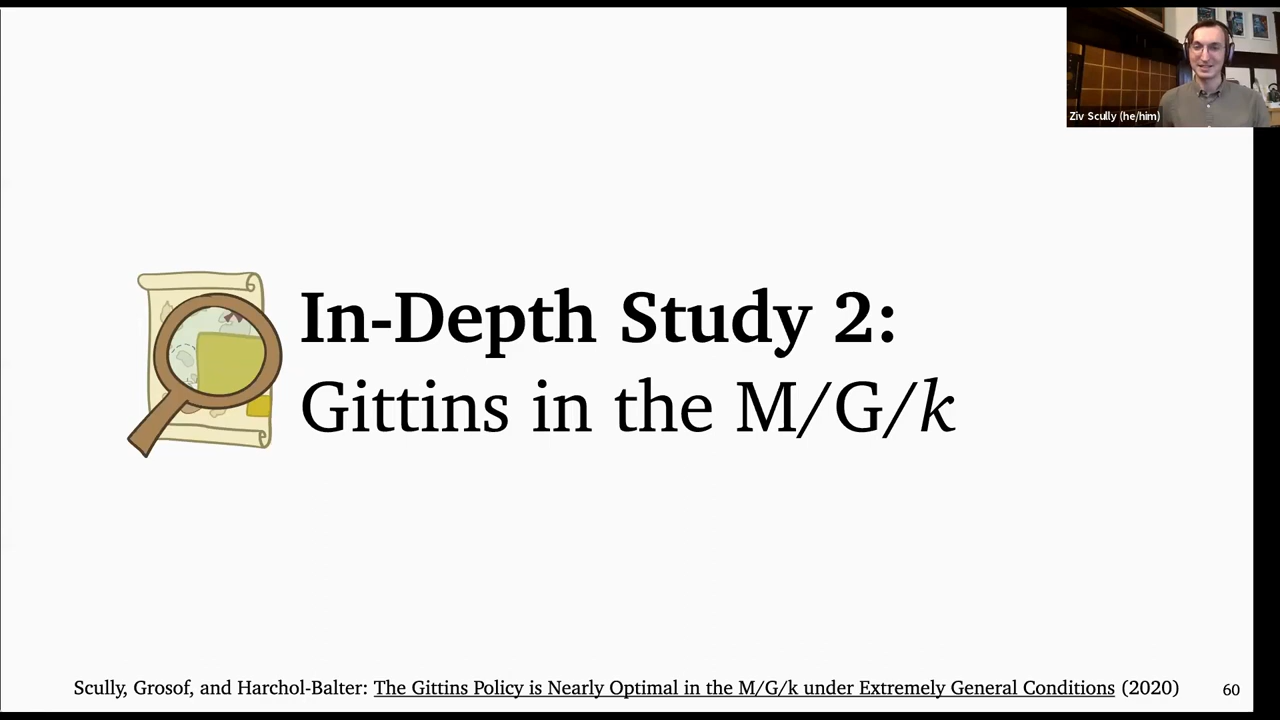 Ziv Scully (he/him)
In-Depth Study 2:
Gittins in the M/G/k
Scully, Grosof, and Harchol-Balter: The Gittins Policy is Nearly Optimal in the M/G/k under Extremely General Conditions (2020)
60